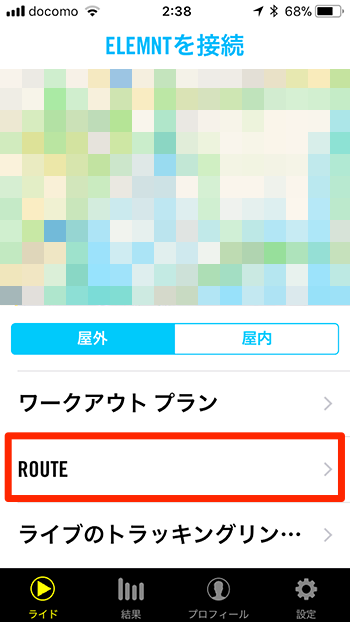 docomo 2:38 68%
ELEMNTを接続
屋外 屋内
ワークアウト プラン
ROUTE
ライブのトラッキングリン…
ライド 結果 プロフィール 設定